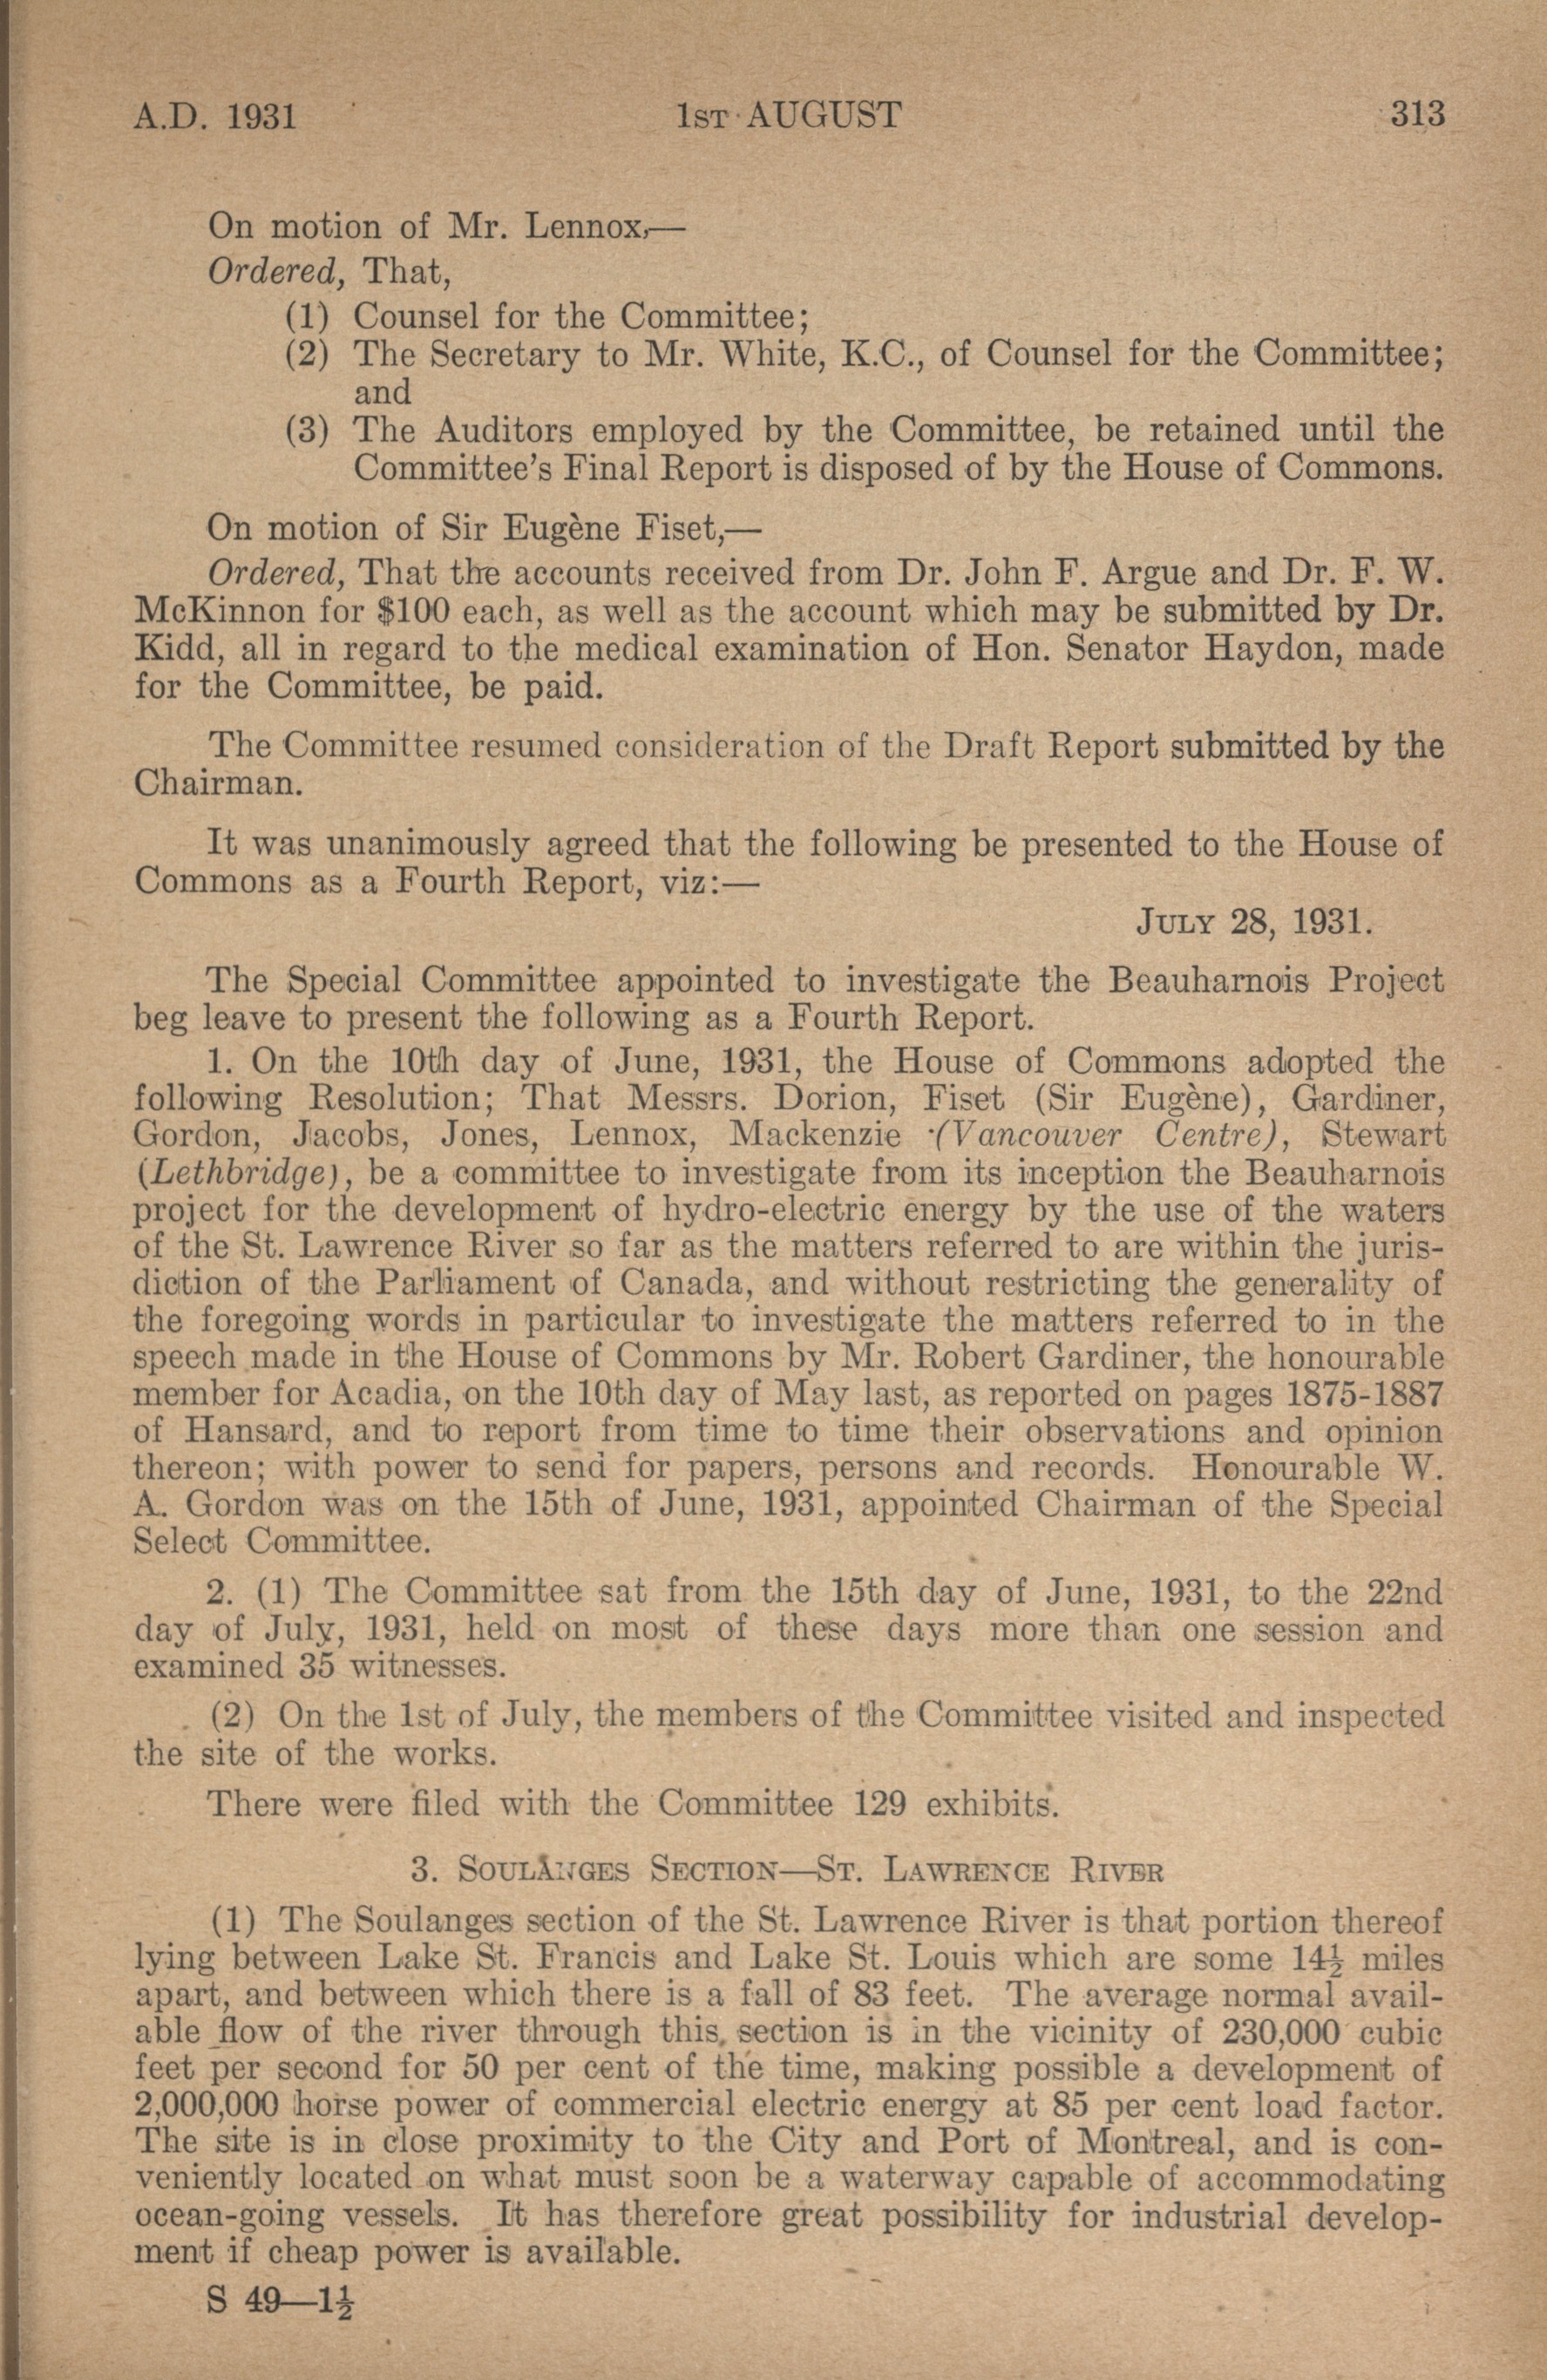 A.D. 1931 1ST AUGUST 313
On motion of Mr. Lennox,—
Ordered, That,
(1) Counsel for the Committee;
(2) The Secretary to Mr. White, K.C., of Counsel for the Committee;
and
(3) The Auditors employed by the Committee, be retained until the
Committee's Final Report is disposed of by the House of Commons.
On motion of Sir Eugène Fiset,—
Ordered, That the accounts received from Dr. John F. Argue and Dr. F. W.
McKinnon for $100 each, as well as the account which may be submitted by Dr.
Kidd, all in regard to the medical examination of Hon. Senator Haydon, made
for the Committee, be paid.
The Committee resumed consideration of the Draft Report submitted by the
Chairman.
It was unanimously agreed that the following be presented to the House of
Commons as a Fourth Report, viz:—
JULY 28, 1931.
The Special Committee appointed to investigate the Beauharnois Project
beg leave to present the following as a Fourth Report.
1. On the 10th day of June, 1931, the House of Commons adopted the
following Resolution; That Messrs. Dorion, Fiset (Sir Eugène), Gardiner,
Gordon, Jacobs, Jones, Lennox, Mackenzie (Vancouver Centre), Stewart
(Lethbridge), be a committee to investigate from its inception the Beauharnois
project for the development of hydro-electric energy by the use of the waters
of the St. Lawrence River so far as the matters referred to are within the juris-
diction of the Parliament of Canada, and without restricting the generality of
the foregoing words in particular to investigate the matters referred to in the
speech made in the House of Commons by Mr. Robert Gardiner, the honourable
member for Acadia, on the 10th day of May last, as reported on pages 1875-1887
of Hansard, and to report from time to time their observations and opinion
thereon; with power to send for papers, persons and records. Honourable W.
A. Gordon was on the 15th of June, 1931, appointed Chairman of the Special
Select Committee.
2. (1) The Committee sat from the 15th day of June, 1931, to the 22nd
day of July, 1931, held on most of these days more than one session and
examined 35 witnesses.
(2) On the 1st of July, the members of the Committee visited and inspected
the site of the works.
There were filed with the Committee 129 exhibits.
3. SOULANGES SECTION—ST. LAWRENCE RIVER
(1) The Soulanges section of the St. Lawrence River is that portion thereof
lying between Lake St. Francis and Lake St. Louis which are some 14½ miles
apart, and between which there is a fall of 83 feet. The average normal avail-
able flow of the river through this section is in the vicinity of 230,000 cubic
feet per second for 50 per cent of the time, making possible a development of
2,000,000 horse power of commercial electric energy at 85 per cent load factor.
The site is in close proximity to the City and Port of Montreal, and is con-
veniently located on what must soon be a waterway capable of accommodating
ocean-going vessels. It has therefore great possibility for industrial develop-
ment if cheap power is available.
S 49—1½